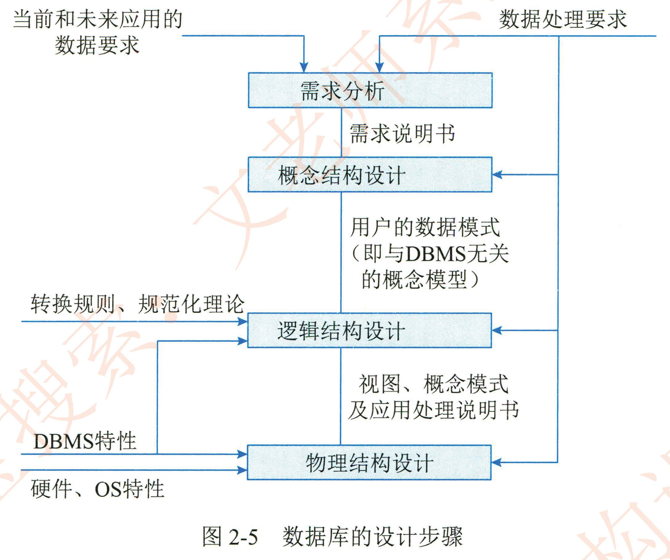 当前和未来应用的
数据要求
数据处理要求
需求分析
需求说明书
概念结构设计
用户的数据模式
（即与DBMS无关
的概念模型）
转换规则、规范化理论
逻辑结构设计
视图、概念模式
及应用处理说明书
DBMS特性
物理结构设计
硬件、OS特性
图 2-5 数据库的设计步骤